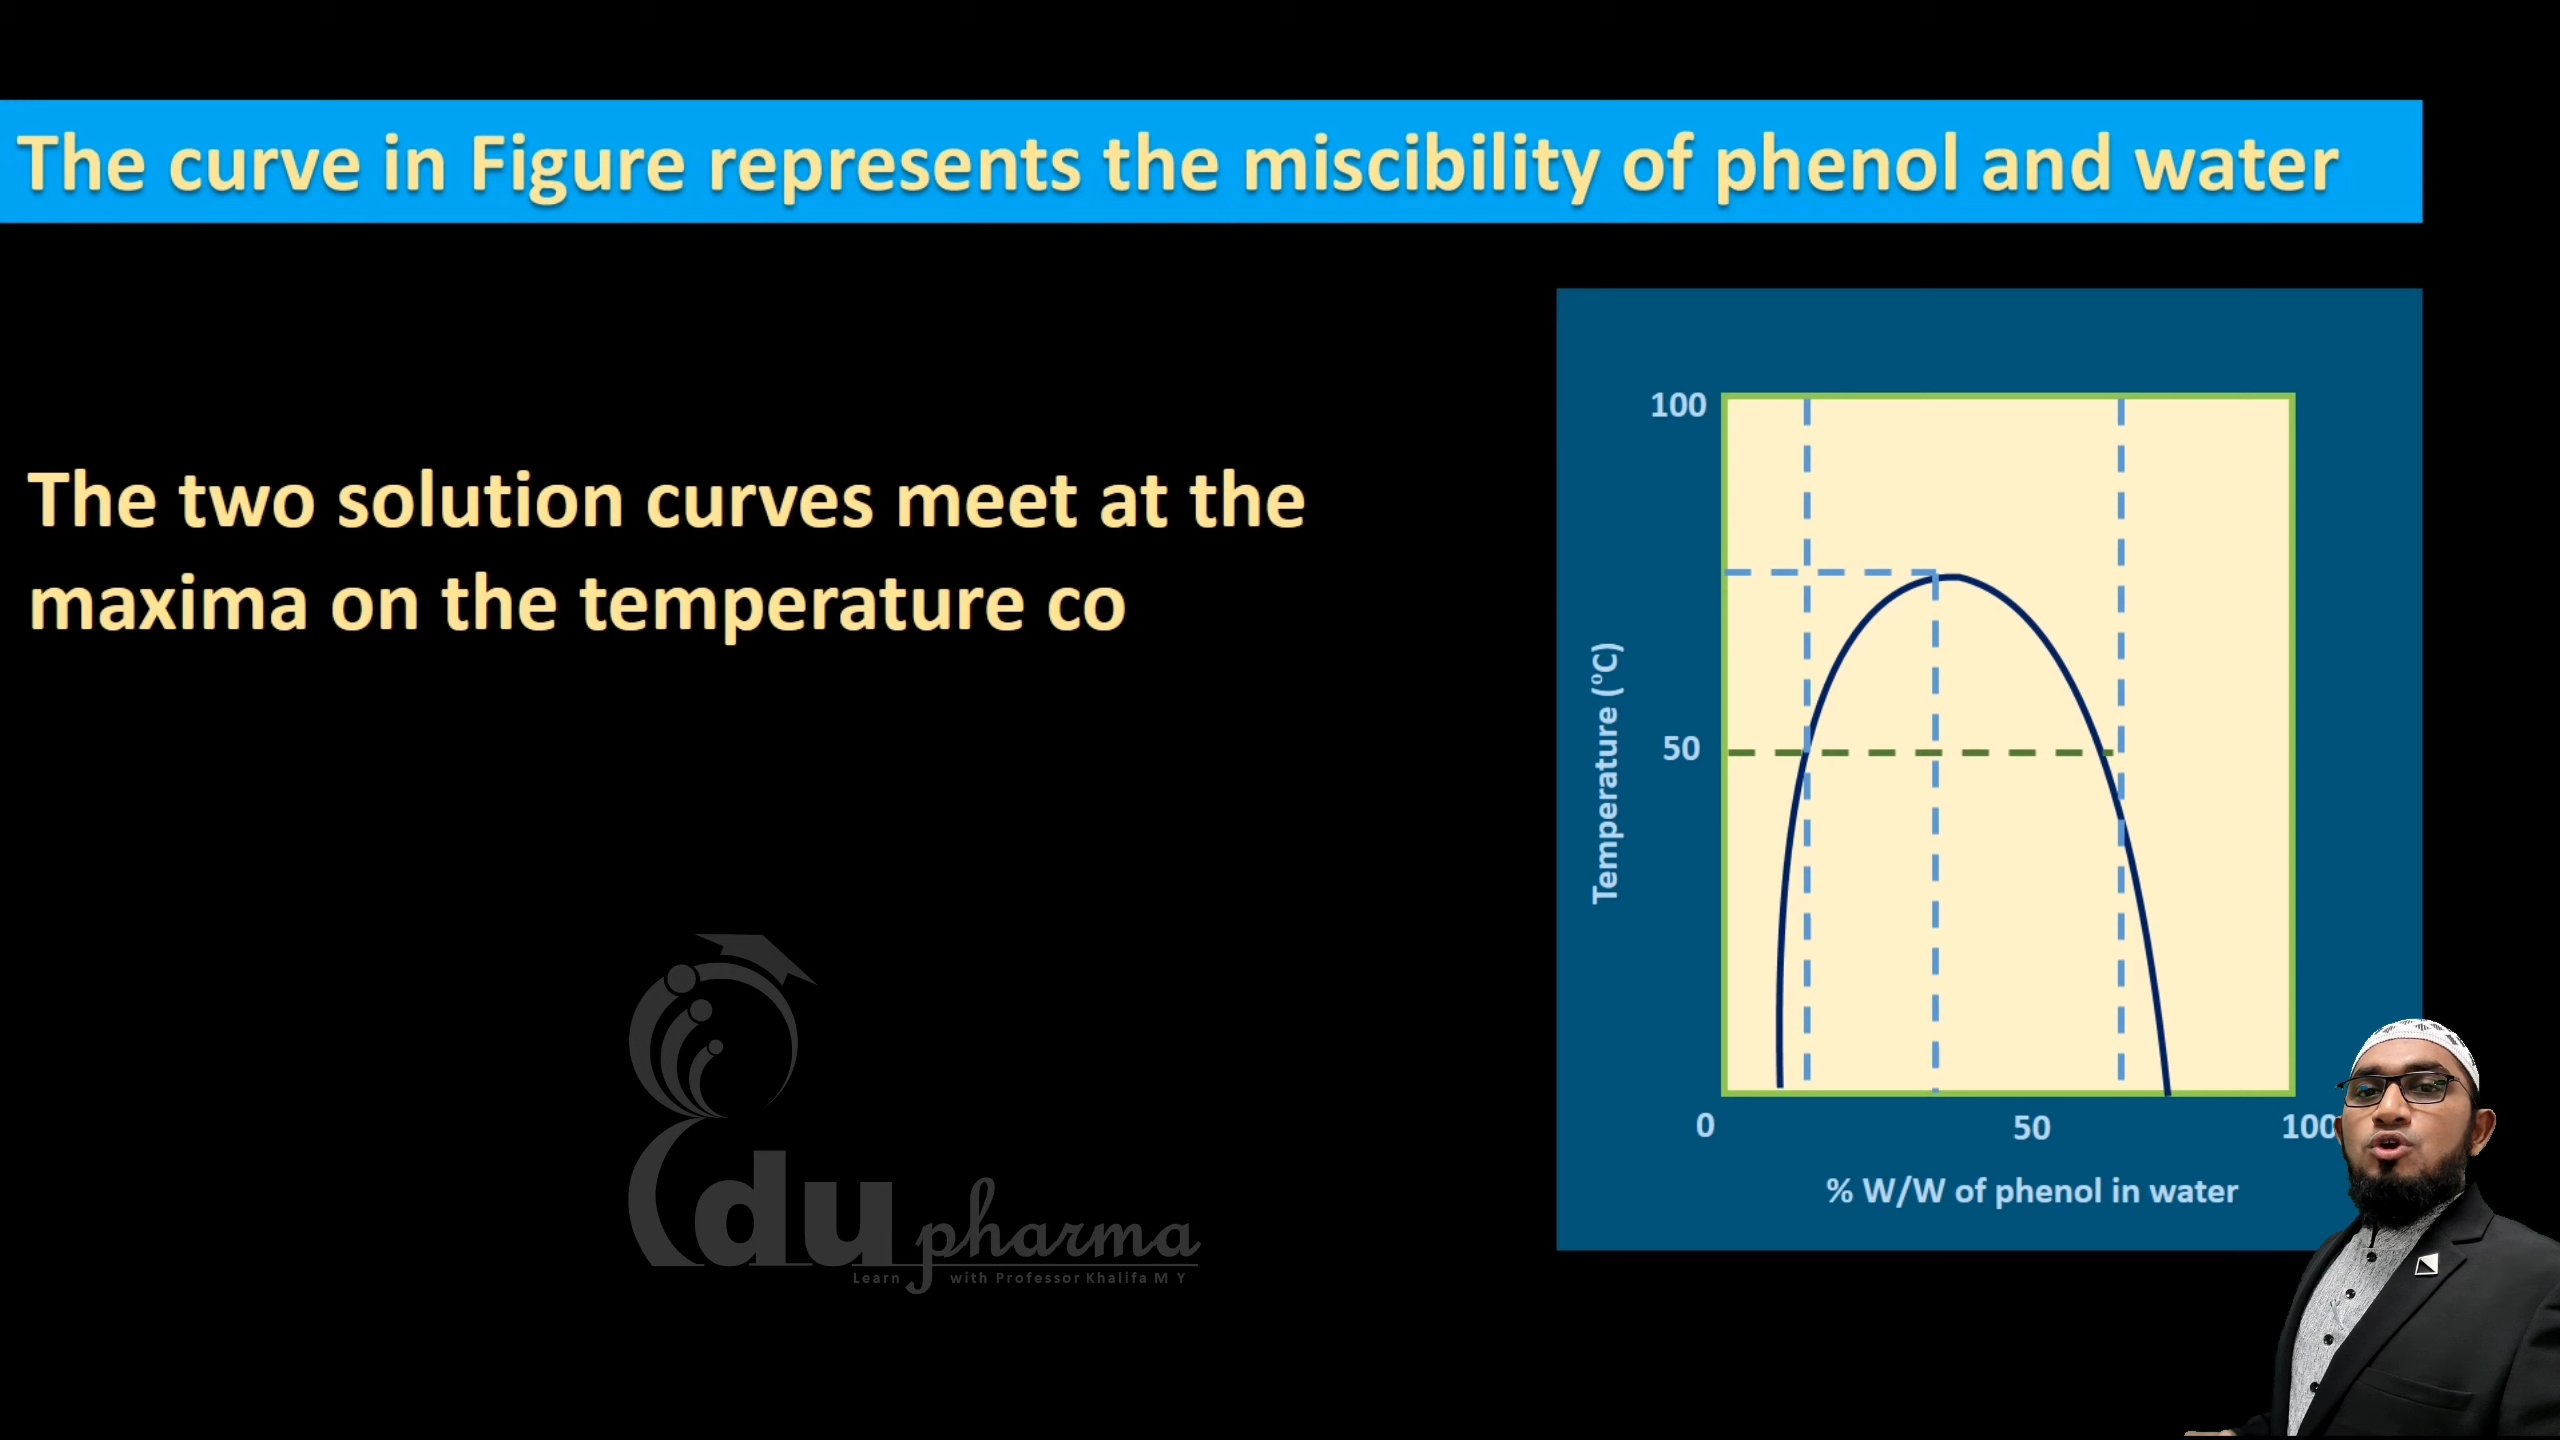 The curve in Figure represents the miscibility of phenol and water
The two solution curves meet at the
maxima on the temperature co
100
50
Temperature (°C)
0
50
100
% W/W of phenol in water
Edu pharma
Learn with Professor Khalifa M Y